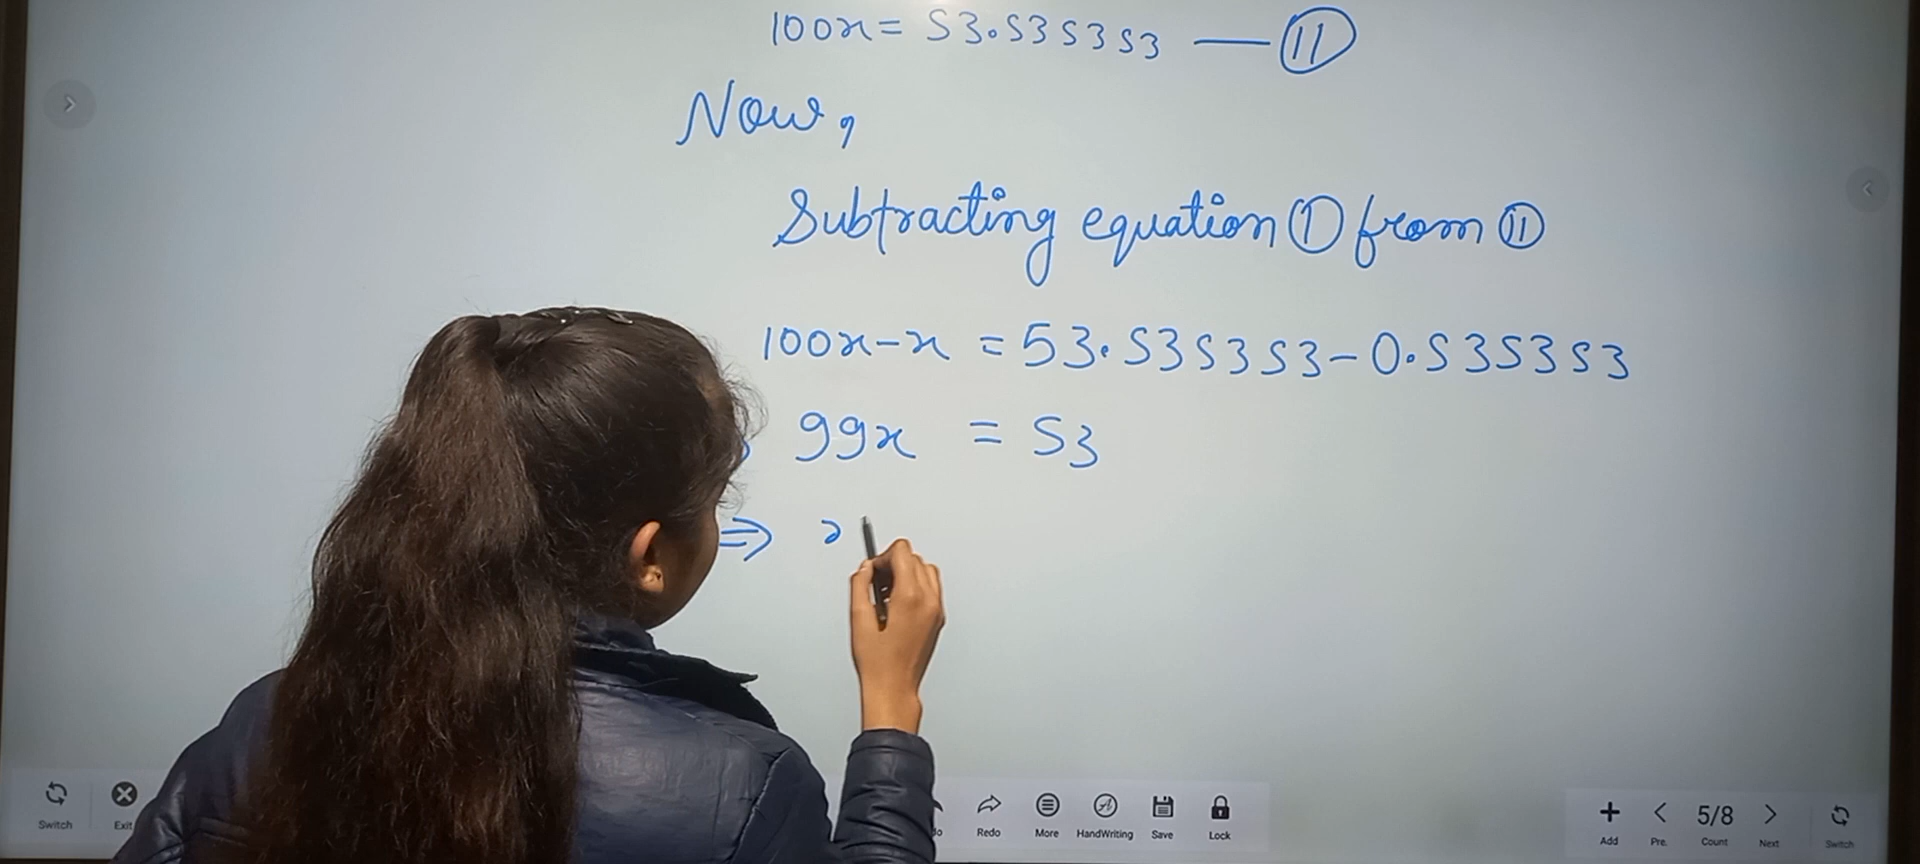 100x = 53.535353 — II
Now,
Subtracting equation I from II
100x-x = 53.535353-0.535353
99x = 53
⇒
Switch Exit Redo More HandWriting Save Lock Add Pre. 5/8 Count Next Switch